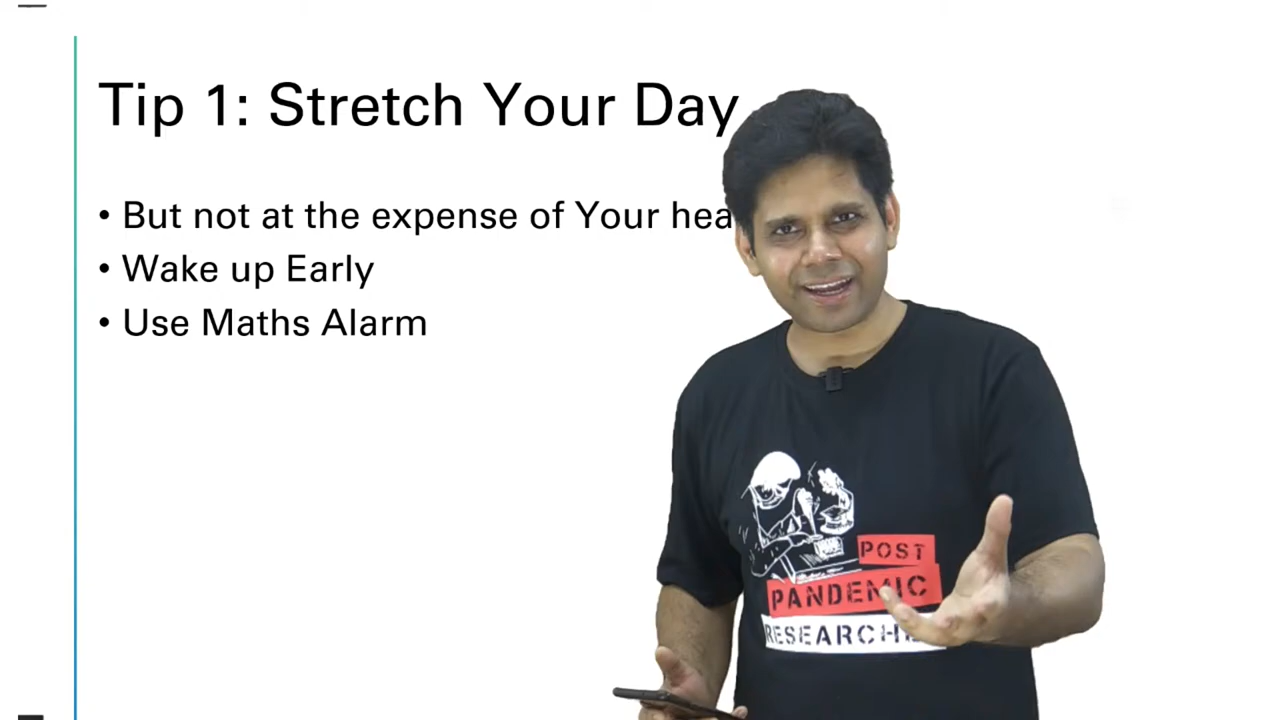 Tip 1: Stretch Your Day
• But not at the expense of Your hea
• Wake up Early
• Use Maths Alarm
POST
PANDEMIC
RESEARCHE